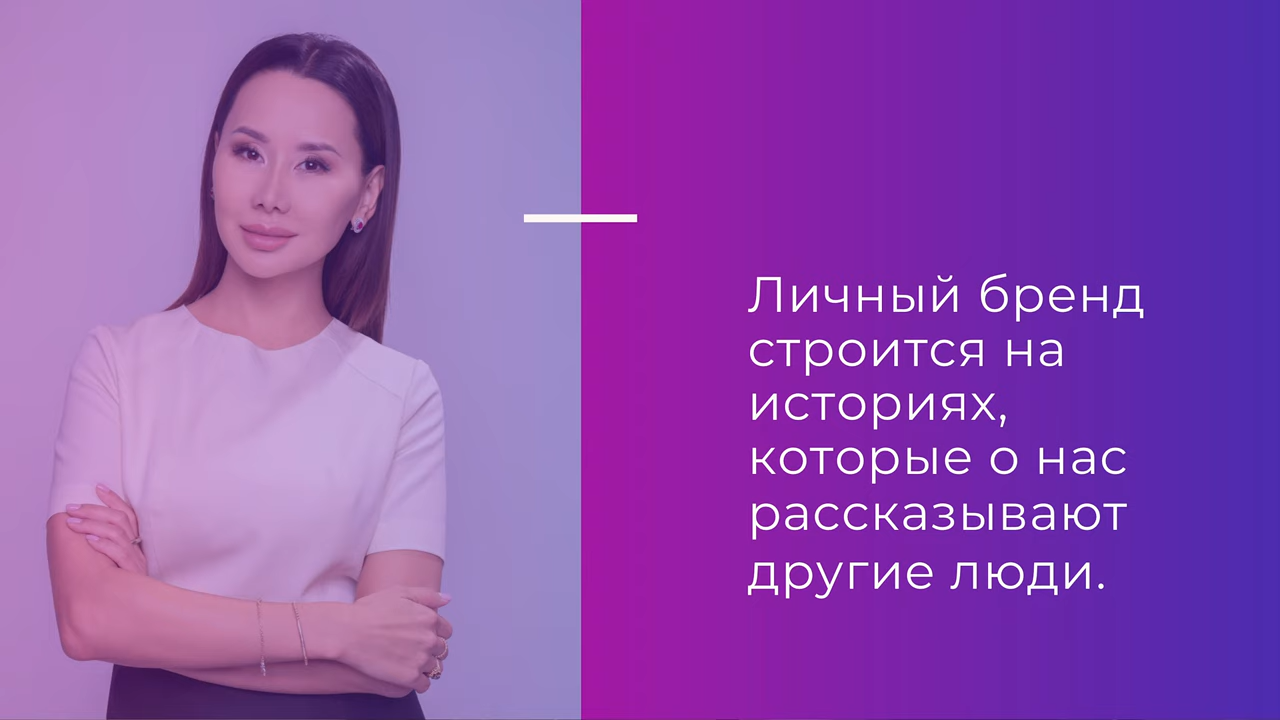 Личный бренд
строится на
историях,
которые о нас
рассказывают
другие люди.